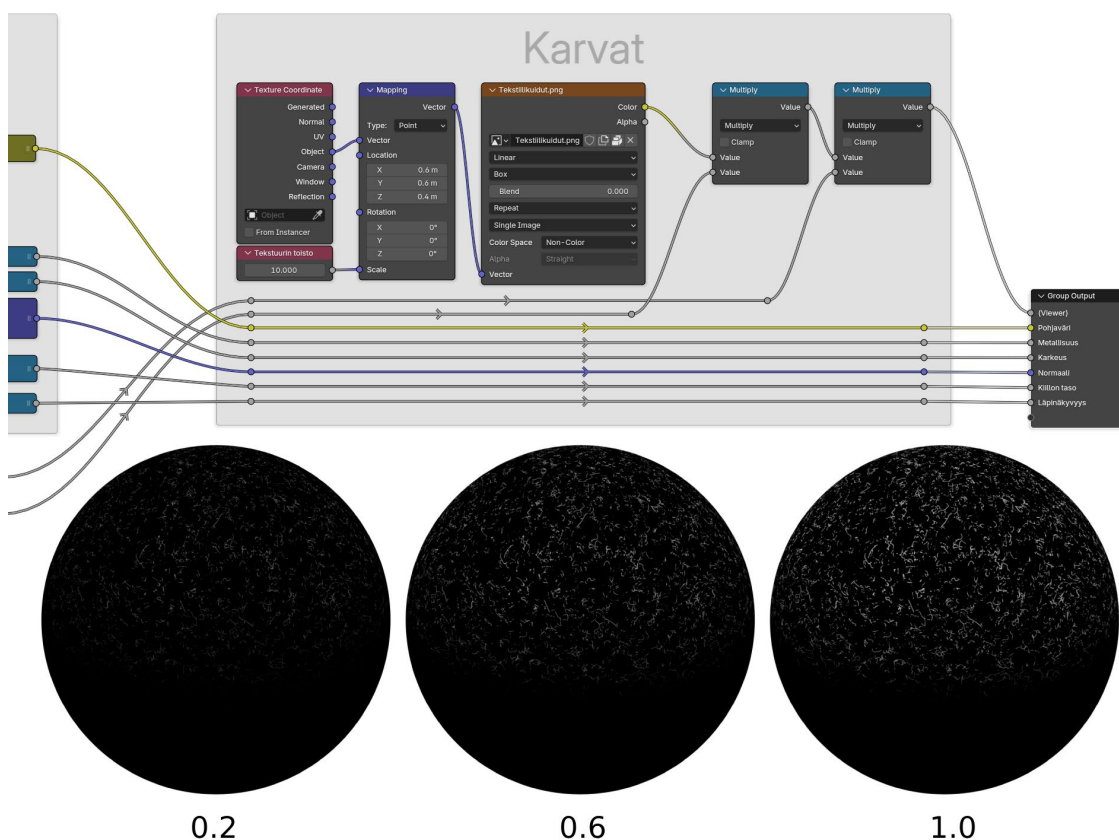 Karvat
Texture Coordinate
Generated
Normal
UV
Object
Camera
Window
Reflection
Object
From Instancer
Tekstuurin toisto
10.000
Mapping
Vector
Type: Point
Vector
Location
X 0.6 m
Y 0.6 m
Z 0.4 m
Rotation
X 0°
Y 0°
Z 0°
Scale
Tekstiilikuidut.png
Color
Alpha
Tekstiilikuidut.png
Linear
Box
Blend 0.000
Repeat
Single Image
Color Space Non-Color
Alpha Straight
Vector
Multiply
Value
Multiply
Clamp
Value
Value
Multiply
Value
Multiply
Clamp
Value
Value
Group Output
(Viewer)
Pohjaväri
Metallisuus
Karkeus
Normaali
Kiillon taso
Läpinäkyvyys
0.2
0.6
1.0